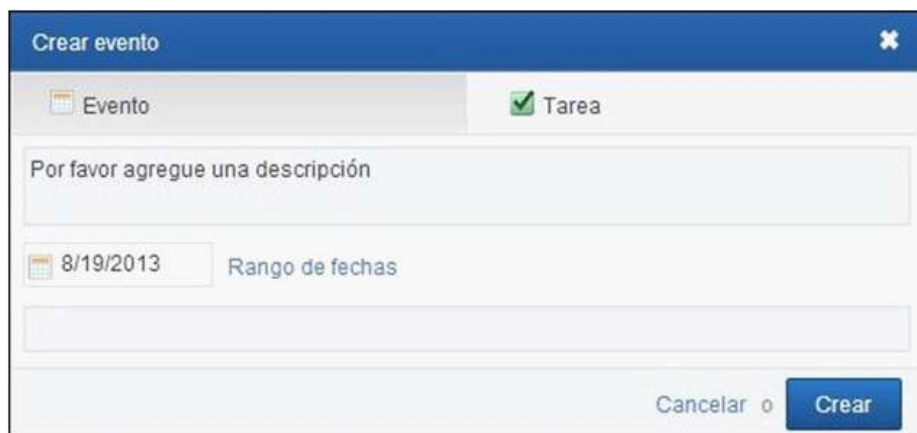 Crear evento
Evento
Tarea
Por favor agregue una descripción
8/19/2013
Rango de fechas
Cancelar o Crear